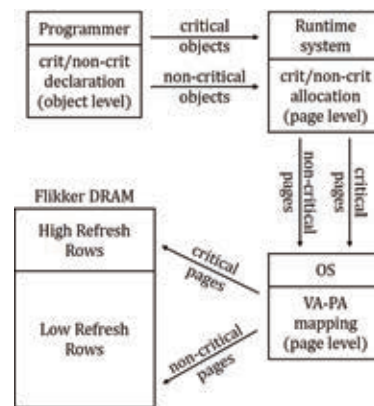 Programmer
crit/non-crit
declaration
(object level)
critical
objects
non-critical
objects
Runtime
system
crit/non-crit
allocation
(page level)
non-critical
pages
critical
pages
Flikker DRAM
High Refresh
Rows
Low Refresh
Rows
critical
pages
non-critical
pages
OS
VA-PA
mapping
(page level)